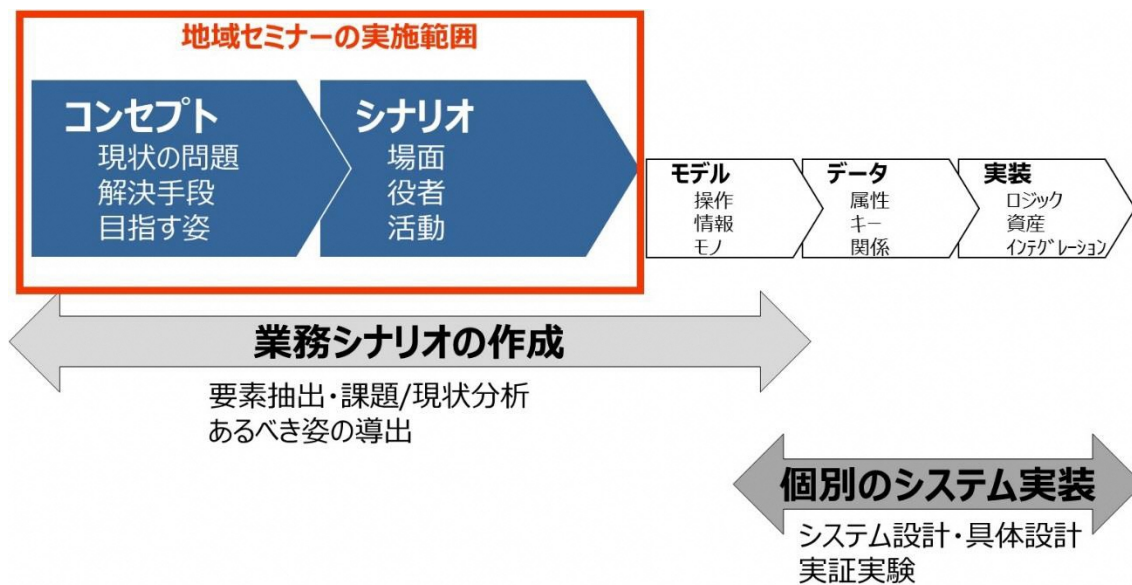 地域セミナーの実施範囲
コンセプト
現状の問題
解決手段
目指す姿
シナリオ
場面
役者
活動
モデル
操作
情報
モノ
データ
属性
キー
関係
実装
ロジック
資産
ｲﾝﾃｸﾞﾚｰｼｮﾝ
業務シナリオの作成
要素抽出・課題/現状分析
あるべき姿の導出
個別のシステム実装
システム設計・具体設計
実証実験